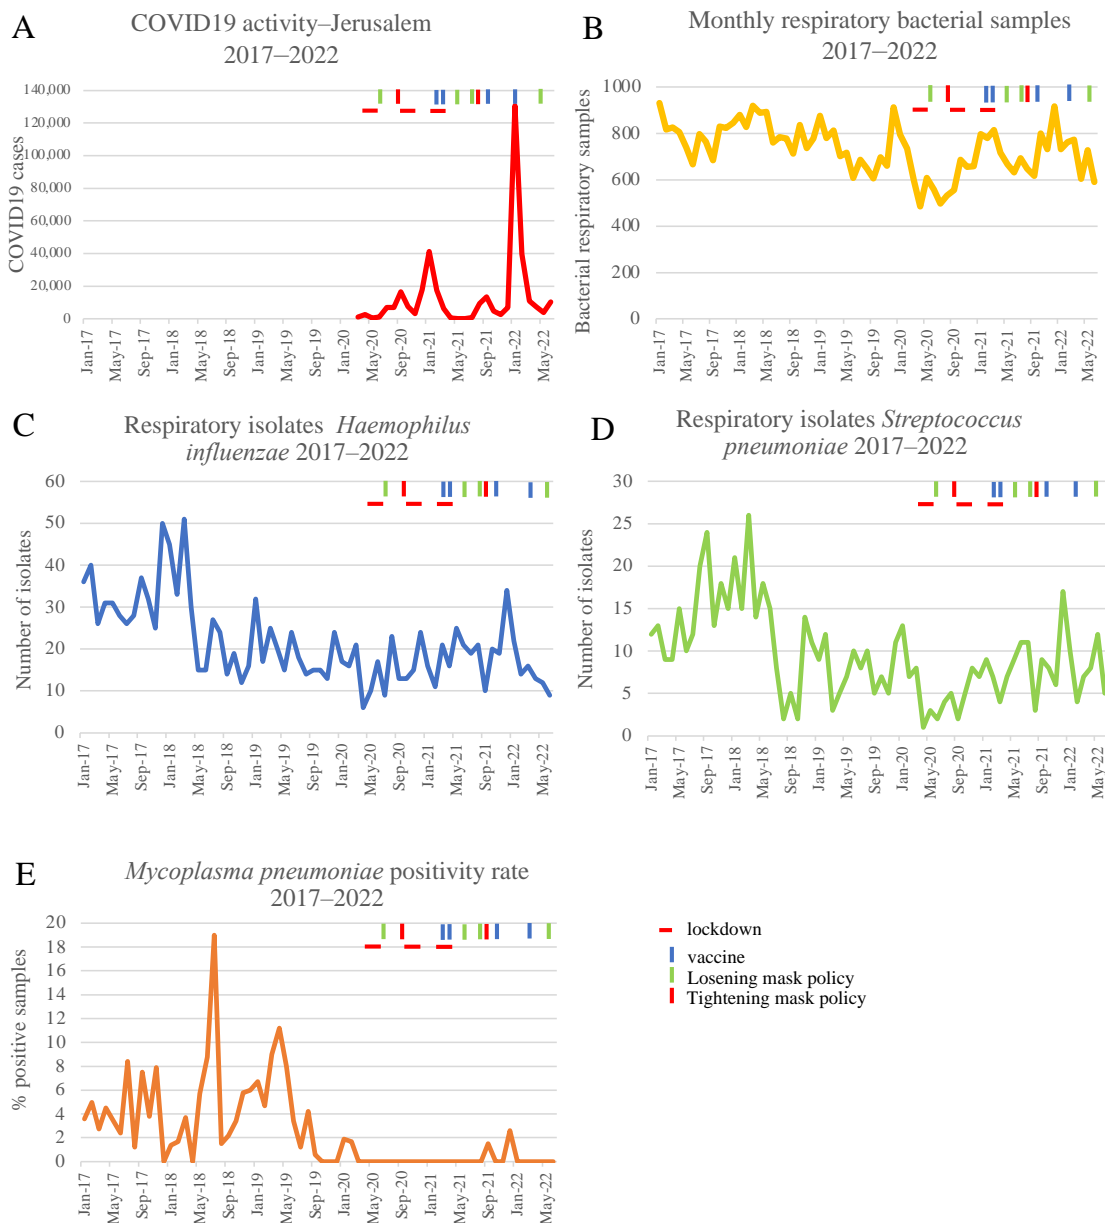 A
COVID19 activity–Jerusalem
2017–2022
COVID19 cases
140,000
120,000
100,000
80,000
60,000
40,000
20,000
0
Jan-17
May-17
Sep-17
Jan-18
May-18
Sep-18
Jan-19
May-19
Sep-19
Jan-20
May-20
Sep-20
Jan-21
May-21
Sep-21
Jan-22
May-22
B
Monthly respiratory bacterial samples
2017–2022
Bacterial respiratory samples
1000
800
600
400
200
0
Jan-17
May-17
Sep-17
Jan-18
May-18
Sep-18
Jan-19
May-19
Sep-19
Jan-20
May-20
Sep-20
Jan-21
May-21
Sep-21
Jan-22
May-22
C
Respiratory isolates Haemophilus
influenzae 2017–2022
Number of isolates
60
50
40
30
20
10
0
Jan-17
May-17
Sep-17
Jan-18
May-18
Sep-18
Jan-19
May-19
Sep-19
Jan-20
May-20
Sep-20
Jan-21
May-21
Sep-21
Jan-22
May-22
D
Respiratory isolates Streptococcus
pneumoniae 2017–2022
Number of isolates
30
25
20
15
10
5
0
Jan-17
May-17
Sep-17
Jan-18
May-18
Sep-18
Jan-19
May-19
Sep-19
Jan-20
May-20
Sep-20
Jan-21
May-21
Sep-21
Jan-22
May-22
E
Mycoplasma pneumoniae positivity rate
2017–2022
% positive samples
20
18
16
14
12
10
8
6
4
2
0
Jan-17
May-17
Sep-17
Jan-18
May-18
Sep-18
Jan-19
May-19
Sep-19
Jan-20
May-20
Sep-20
Jan-21
May-21
Sep-21
Jan-22
May-22
lockdown
vaccine
Losening mask policy
Tightening mask policy